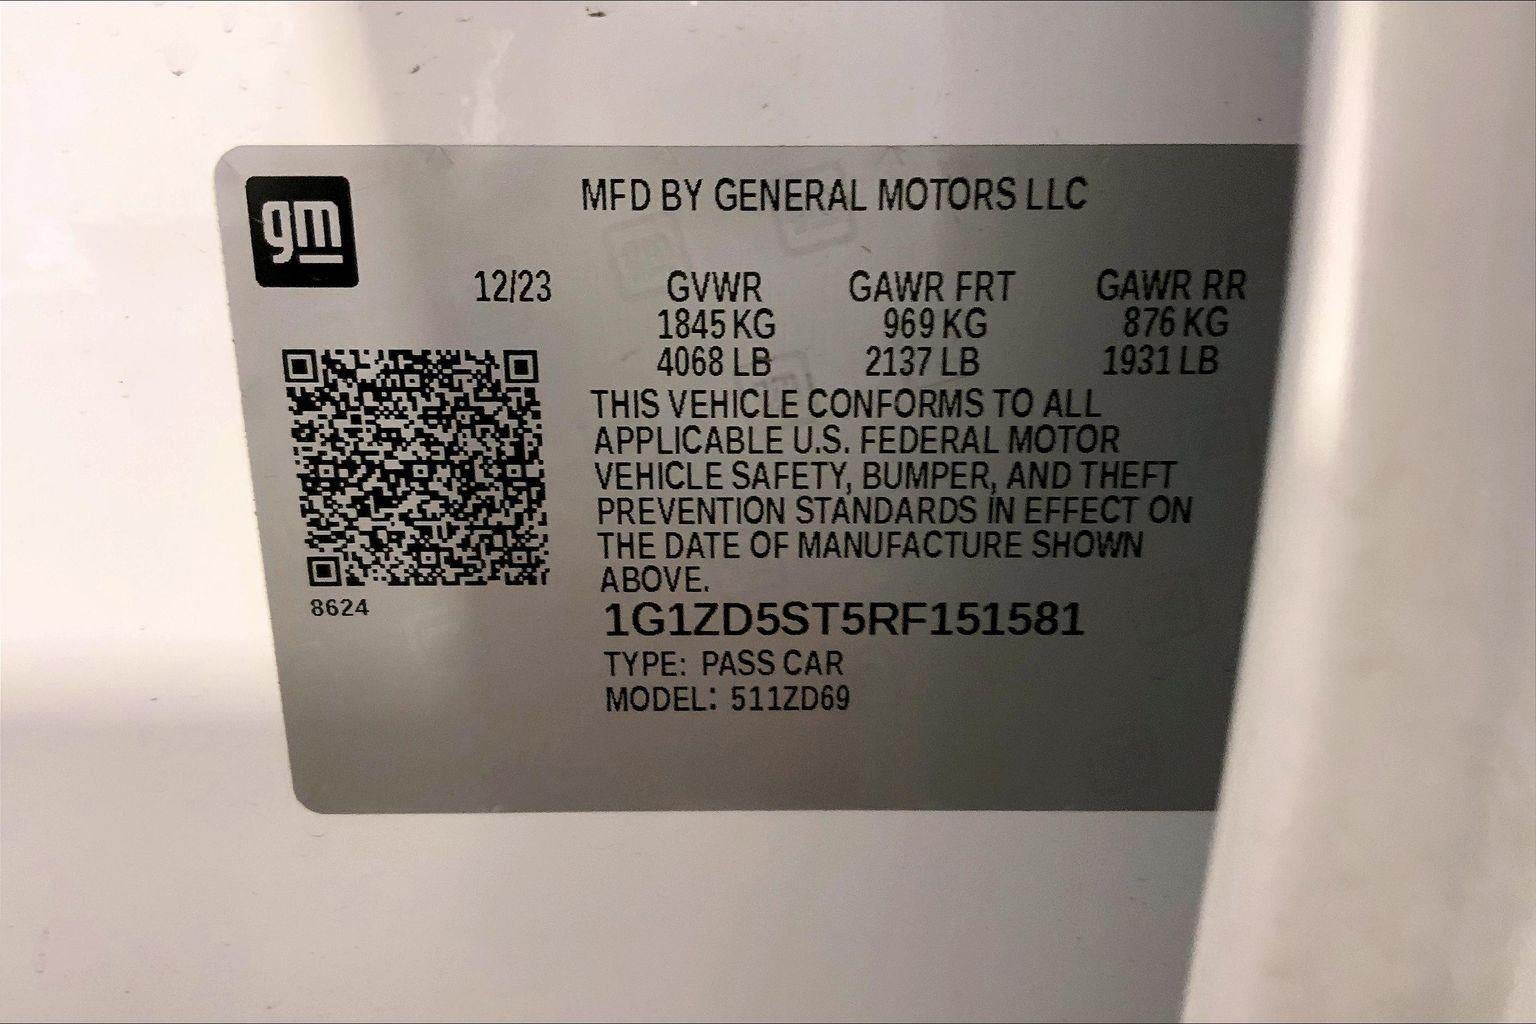 gm
MFD BY GENERAL MOTORS LLC
12/23 GVWR GAWR FRT GAWR RR
1845 KG 969 KG 876 KG
4068 LB 2137 LB 1931 LB
THIS VEHICLE CONFORMS TO ALL
APPLICABLE U.S. FEDERAL MOTOR
VEHICLE SAFETY, BUMPER, AND THEFT
PREVENTION STANDARDS IN EFFECT ON
THE DATE OF MANUFACTURE SHOWN
ABOVE.
8624
1G1ZD5ST5RF151581
TYPE: PASS CAR
MODEL: 511ZD69